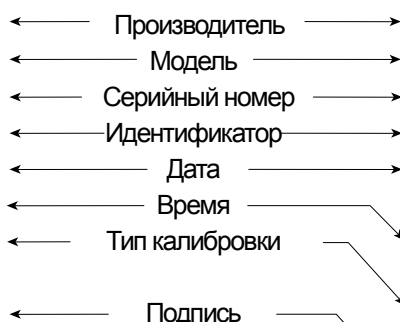 Производитель
Модель
Серийный номер
Идентификатор
Дата
Время
Тип калибровки
Подпись